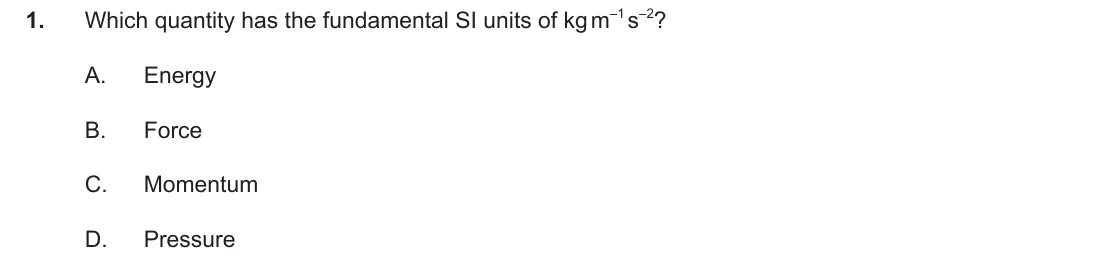 1. Which quantity has the fundamental SI units of kg m⁻¹ s⁻²?
A. Energy
B. Force
C. Momentum
D. Pressure